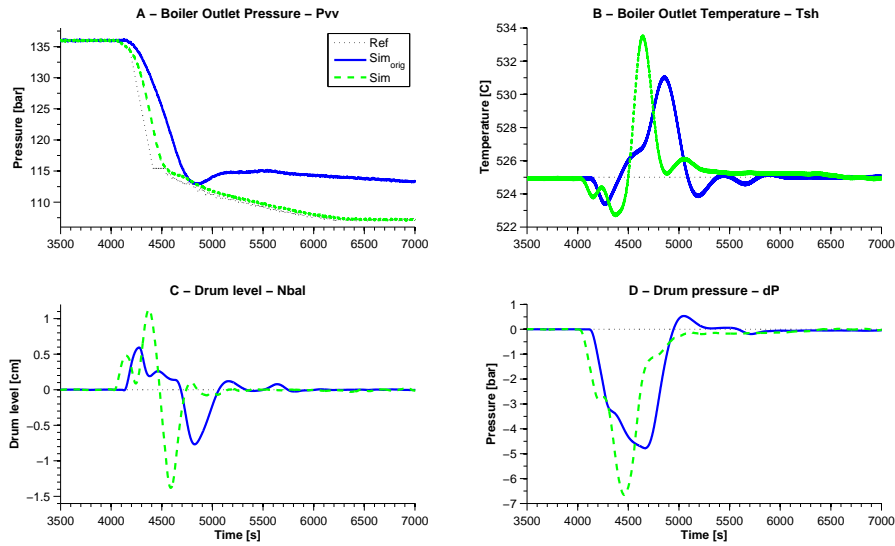 A – Boiler Outlet Pressure – Pvv
Pressure [bar]
135
130
125
120
115
110
3500 4000 4500 5000 5500 6000 6500 7000
Ref
Sim_orig
Sim
B – Boiler Outlet Temperature – Tsh
Temperature [C]
534
532
530
528
526
524
522
3500 4000 4500 5000 5500 6000 6500 7000
C – Drum level – Nbal
Drum level [cm]
1
0.5
0
−0.5
−1
−1.5
3500 4000 4500 5000 5500 6000 6500 7000
Time [s]
D – Drum pressure – dP
Pressure [bar]
1
0
−1
−2
−3
−4
−5
−6
−7
3500 4000 4500 5000 5500 6000 6500 7000
Time [s]